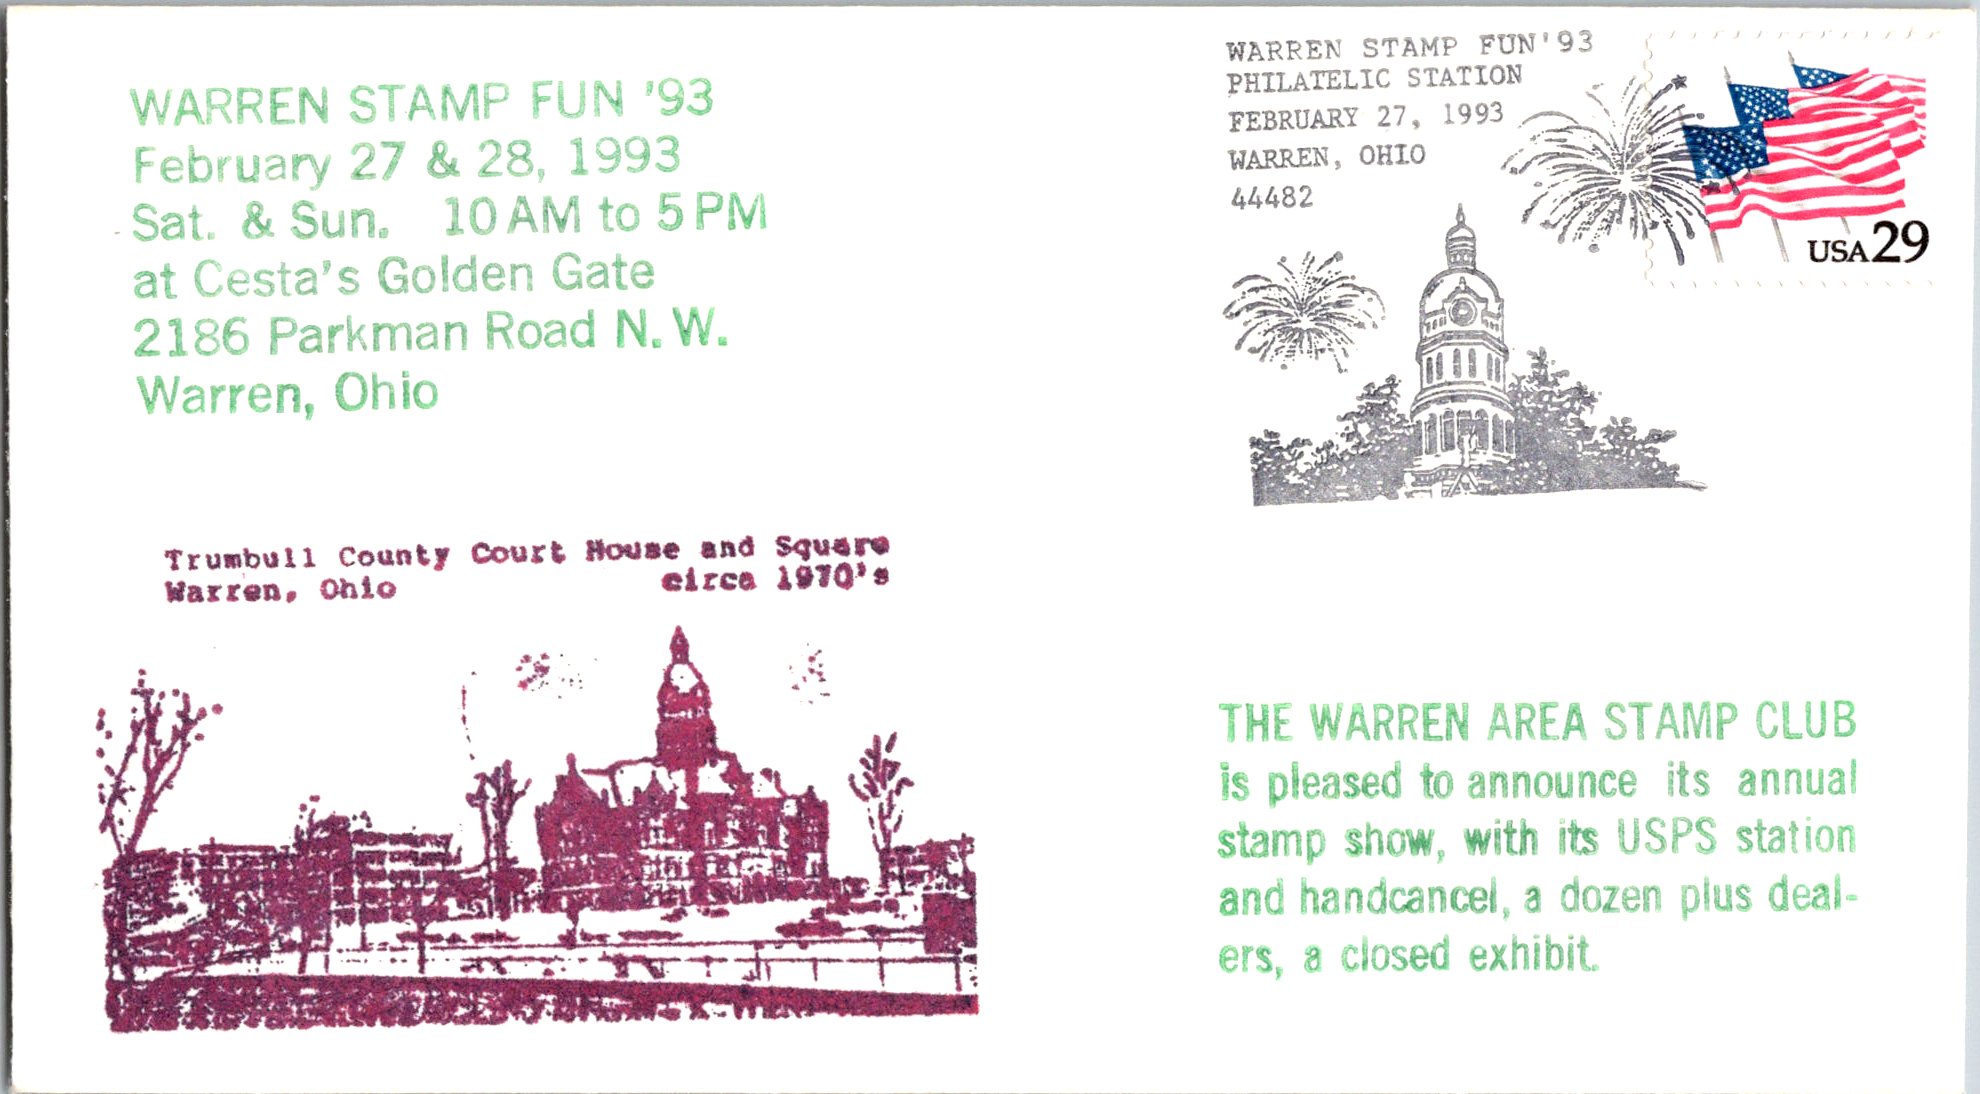 WARREN STAMP FUN '93
February 27 & 28, 1993
Sat. & Sun. 10 AM to 5 PM
at Cesta's Golden Gate
2186 Parkman Road N. W.
Warren, Ohio
WARREN STAMP FUN'93
PHILATELIC STATION
FEBRUARY 27, 1993
WARREN, OHIO
44482
USA 29
Trumbull County Court House and Square
Warren, Ohio circa 1970's
THE WARREN AREA STAMP CLUB
is pleased to announce its annual
stamp show, with its USPS station
and handcancel, a dozen plus deal-
ers, a closed exhibit.